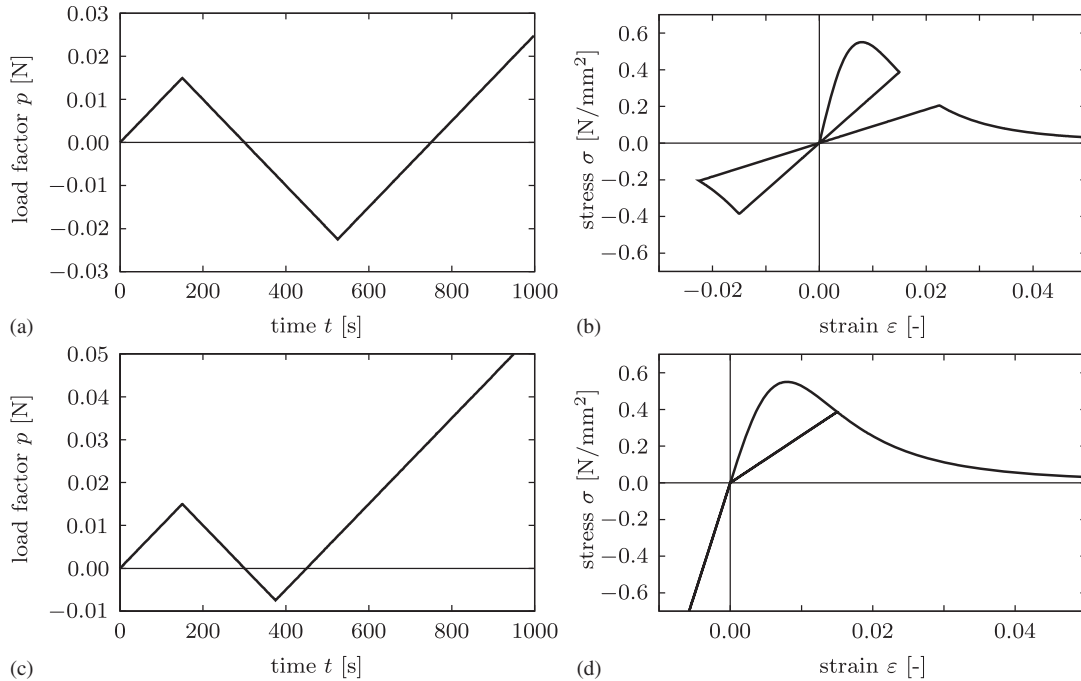 0.03
0.02
0.01
0.00
−0.01
−0.02
−0.03
load factor p [N]
0 200 400 600 800 1000
(a) time t [s]
0.6
0.4
0.2
0.0
−0.2
−0.4
−0.6
stress σ [N/mm²]
−0.02 0.00 0.02 0.04
(b) strain ε [-]
0.05
0.04
0.03
0.02
0.01
0.00
−0.01
load factor p [N]
0 200 400 600 800 1000
(c) time t [s]
0.6
0.4
0.2
0.0
−0.2
−0.4
−0.6
stress σ [N/mm²]
0.00 0.02 0.04
(d) strain ε [-]